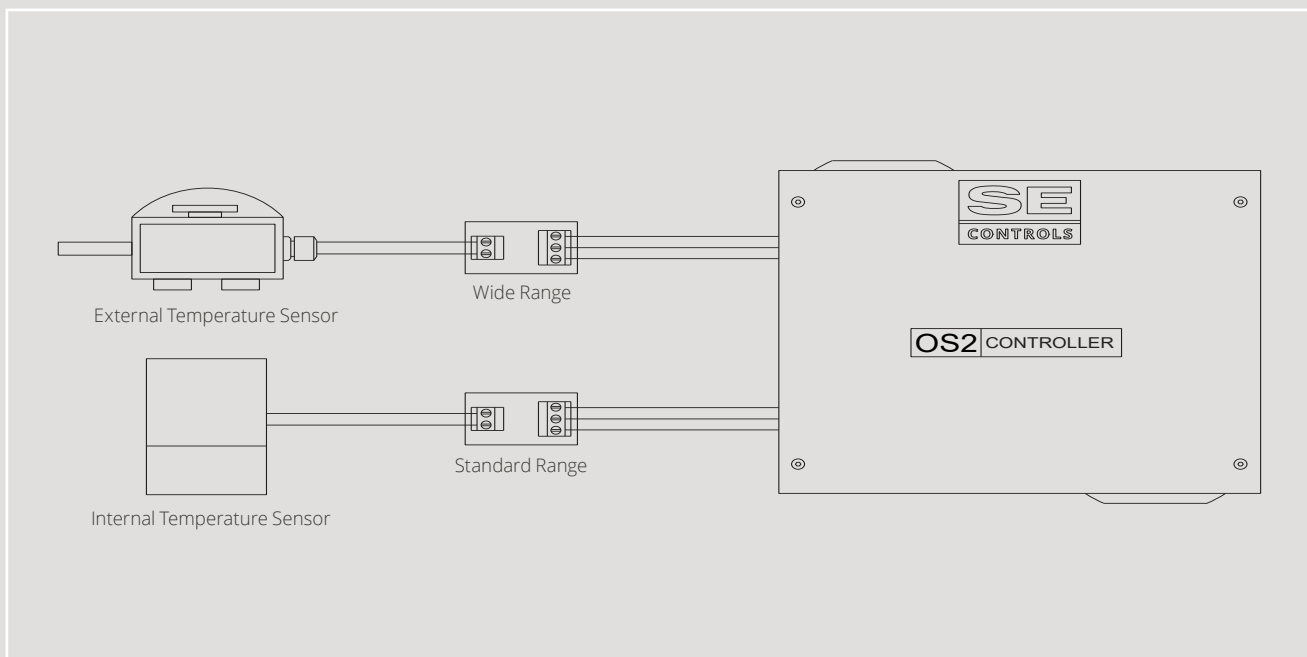 SE
CONTROLS
Wide Range
External Temperature Sensor
OS2 CONTROLLER
Standard Range
Internal Temperature Sensor